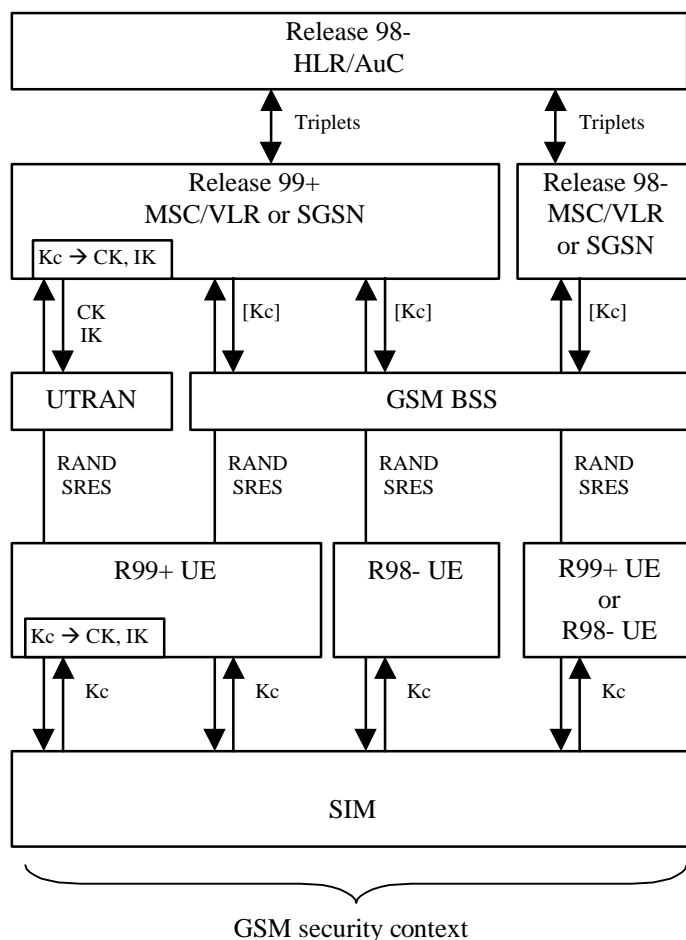 Release 98-
HLR/AuC
Triplets
Triplets
Release 99+
MSC/VLR or SGSN
Kc → CK, IK
Release 98-
MSC/VLR
or SGSN
CK
IK
[Kc]
[Kc]
[Kc]
UTRAN
GSM BSS
RAND
SRES
RAND
SRES
RAND
SRES
RAND
SRES
R99+ UE
Kc → CK, IK
R98- UE
R99+ UE
or
R98- UE
Kc
Kc
Kc
Kc
SIM
GSM security context